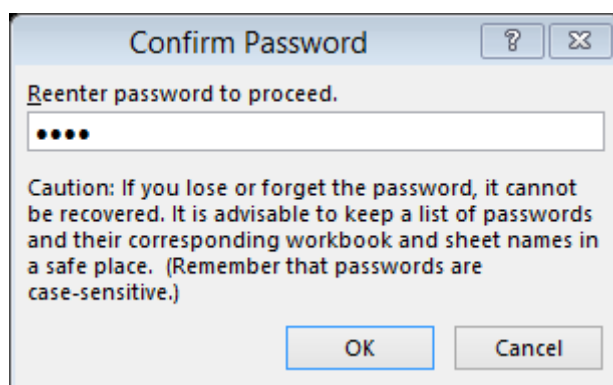 Confirm Password
?
Reenter password to proceed.
••••
Caution: If you lose or forget the password, it cannot
be recovered. It is advisable to keep a list of passwords
and their corresponding workbook and sheet names in
a safe place.  (Remember that passwords are
case-sensitive.)
OK
Cancel